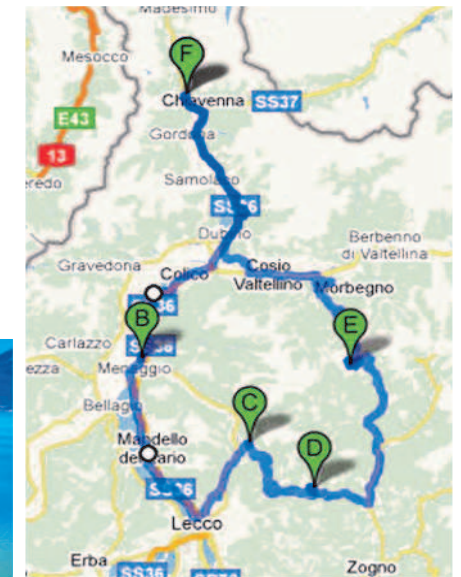 Madesimo
F
Mesocco
Chiavenna
SS37
E43
Gordona
13
Samolaco
SS36
Dubino
Berbenno
di Valtellina
Gravedona
Cosio
Valtellino
Colico
Morbegno
B
E
Carlazzo
SS36
Menaggio
Bellagio
C
D
Mandello
del Lario
SS36
Lecco
Erba
SS36
Zogno